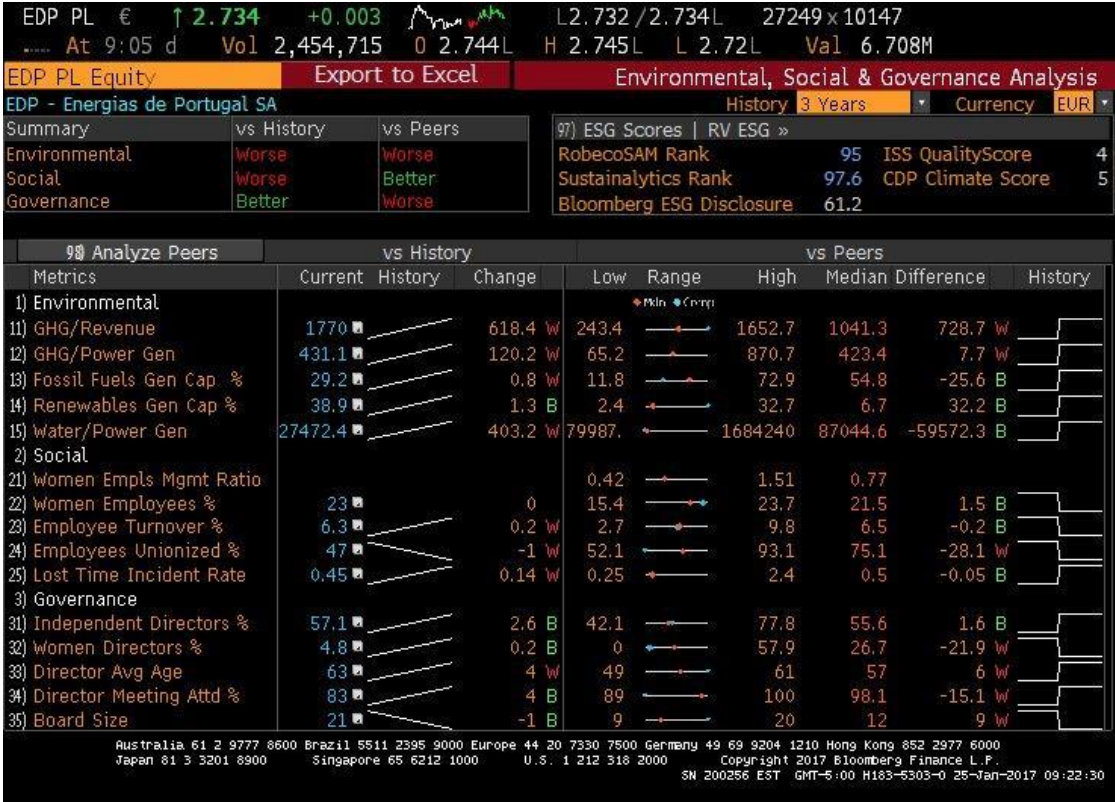 EDP PL € ↑ 2.734 +0.003 L2.732 / 2.734L 27249 x 10147
At 9:05 d Vol 2,454,715 O 2.744L H 2.745L L 2.72L Val 6.708M
EDP PL Equity Export to Excel Environmental, Social & Governance Analysis
EDP - Energias de Portugal SA History 3 Years Currency EUR
Summary vs History vs Peers 97) ESG Scores | RV ESG »
Environmental Worse Worse RobecoSAM Rank 95 ISS QualityScore 4
Social Worse Better Sustainalytics Rank 97.6 CDP Climate Score 5
Governance Better Worse Bloomberg ESG Disclosure 61.2
98) Analyze Peers vs History vs Peers
Metrics Current History Change Low Range High Median Difference History
1) Environmental Mdn Comp
11) GHG/Revenue 1770 618.4 W 243.4 1652.7 1041.3 728.7 W
12) GHG/Power Gen 431.1 120.2 W 65.2 870.7 423.4 7.7 W
13) Fossil Fuels Gen Cap % 29.2 0.8 W 11.8 72.9 54.8 -25.6 B
14) Renewables Gen Cap % 38.9 1.3 B 2.4 32.7 6.7 32.2 B
15) Water/Power Gen 27472.4 403.2 W 79987. 1684240 87044.6 -59572.3 B
2) Social
21) Women Empls Mgmt Ratio 0.42 1.51 0.77
22) Women Employees % 23 0 15.4 23.7 21.5 1.5 B
23) Employee Turnover % 6.3 0.2 W 2.7 9.8 6.5 -0.2 B
24) Employees Unionized % 47 -1 W 52.1 93.1 75.1 -28.1 W
25) Lost Time Incident Rate 0.45 0.14 W 0.25 2.4 0.5 -0.05 B
3) Governance
31) Independent Directors % 57.1 2.6 B 42.1 77.8 55.6 1.6 B
32) Women Directors % 4.8 0.2 B 0 57.9 26.7 -21.9 W
33) Director Avg Age 63 4 W 49 61 57 6 W
34) Director Meeting Attd % 83 4 B 89 100 98.1 -15.1 W
35) Board Size 21 -1 B 9 20 12 9 W
Australia 61 2 9777 8600 Brazil 5511 2395 9000 Europe 44 20 7330 7500 Germany 49 69 9204 1210 Hong Kong 852 2977 6000
Japan 81 3 3201 8900 Singapore 65 6212 1000 U.S. 1 212 318 2000 Copyright 2017 Bloomberg Finance L.P.
SN 200256 EST GMT-5:00 H183-5303-0 25-Jan-2017 09:22:30